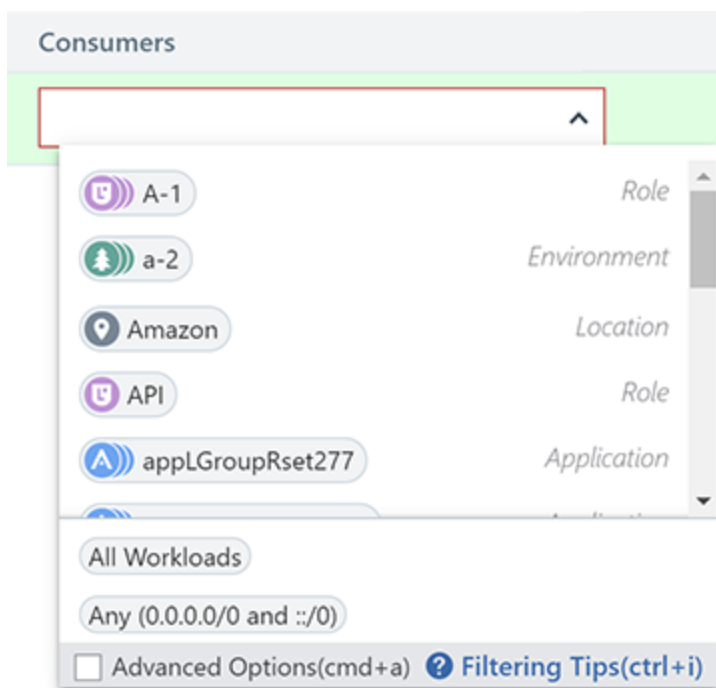 Consumers
A-1 Role
a-2 Environment
Amazon Location
API Role
appLGroupRset277 Application
All Workloads
Any (0.0.0.0/0 and ::/0)
Advanced Options(cmd+a) ? Filtering Tips(ctrl+i)